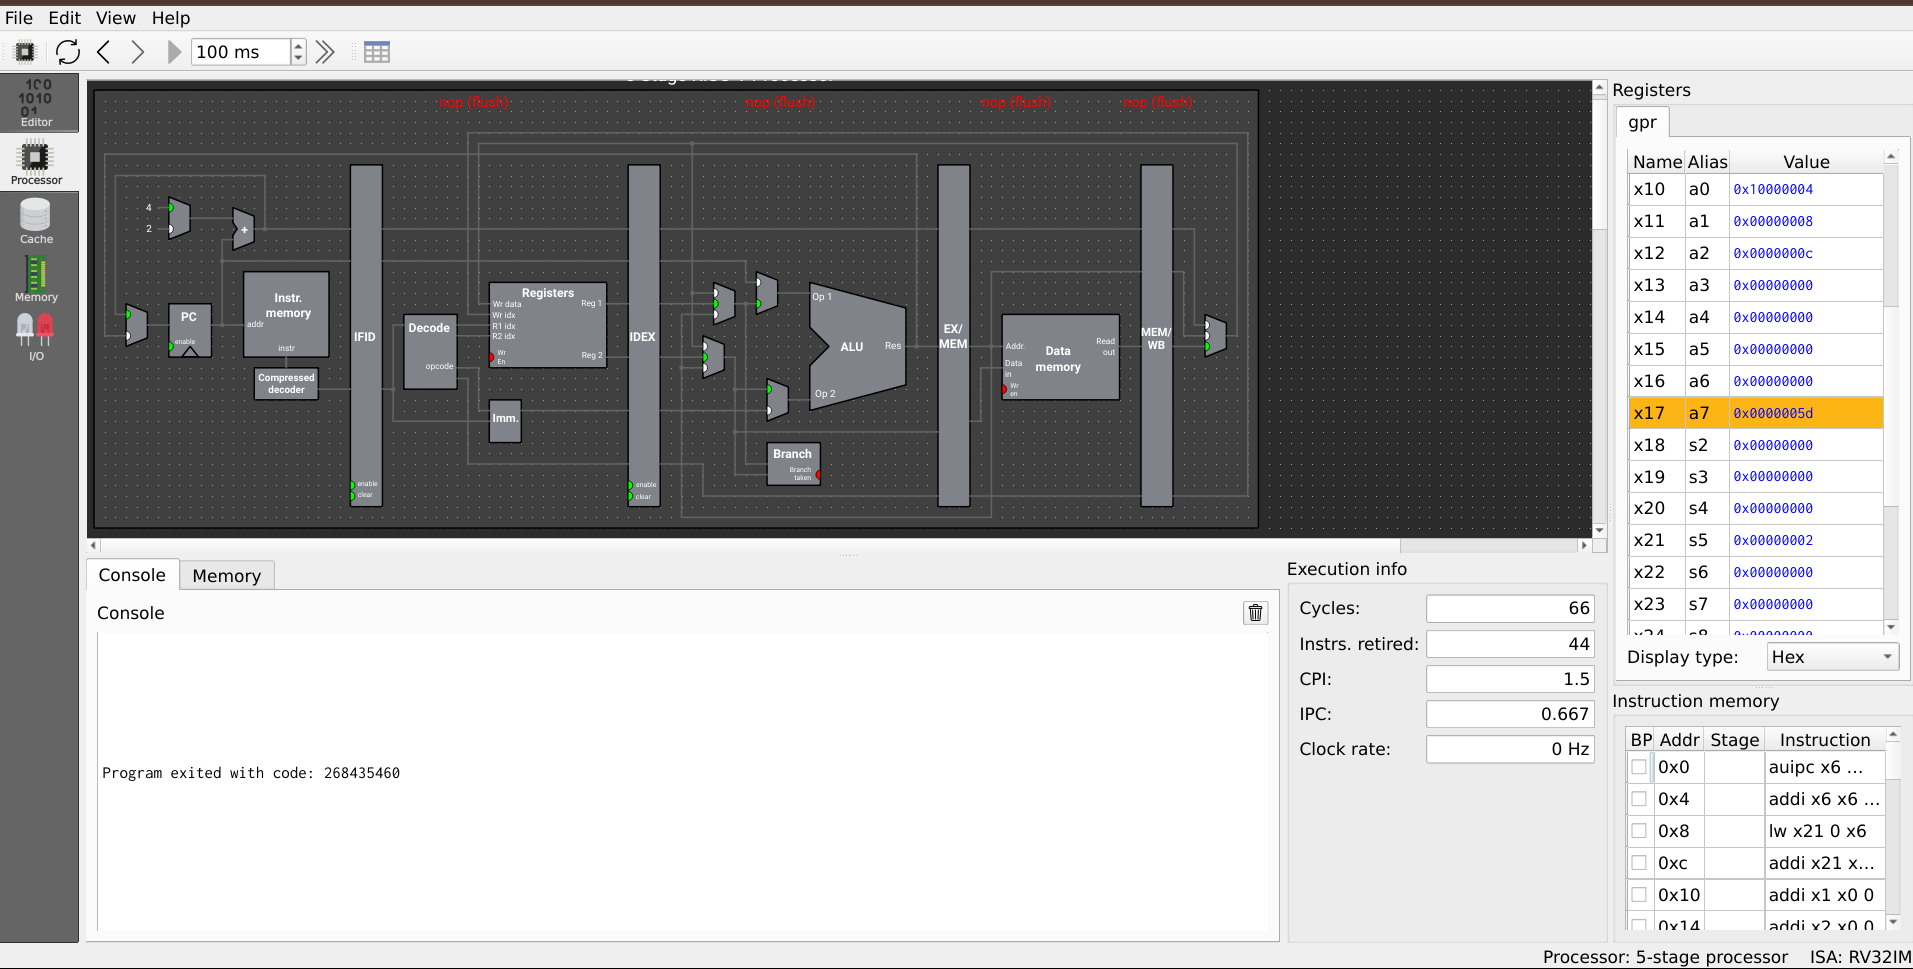 File Edit View Help
100 ms
Editor
Processor
Cache
Memory
I/O
nop (flush) nop (flush) nop (flush) nop (flush)
4
2
+
PC
enable
Instr. memory
addr
instr
Compressed decoder
IFID
enable
clear
Decode
opcode
Registers
Wr data
Wr idx
R1 idx
R2 idx
Wr En
Reg 1
Reg 2
Imm.
IDEX
enable
clear
Op 1
ALU
Res
Op 2
Branch
Branch taken
EX/
MEM
Addr.
Data in
Wr en
Data memory
Read out
MEM/
WB
Console Memory
Console
Program exited with code: 268435460
Execution info
Cycles: 66
Instrs. retired: 44
CPI: 1.5
IPC: 0.667
Clock rate: 0 Hz
Registers
gpr
Name Alias Value
x10 a0 0x10000004
x11 a1 0x00000008
x12 a2 0x0000000c
x13 a3 0x00000000
x14 a4 0x00000000
x15 a5 0x00000000
x16 a6 0x00000000
x17 a7 0x0000005d
x18 s2 0x00000000
x19 s3 0x00000000
x20 s4 0x00000000
x21 s5 0x00000002
x22 s6 0x00000000
x23 s7 0x00000000
x24 s8 0x00000000
Display type: Hex
Instruction memory
BP Addr Stage Instruction
0x0 auipc x6 ...
0x4 addi x6 x6 ...
0x8 lw x21 0 x6
0xc addi x21 x...
0x10 addi x1 x0 0
0x14 addi x2 x0 0
Processor: 5-stage processor ISA: RV32IM